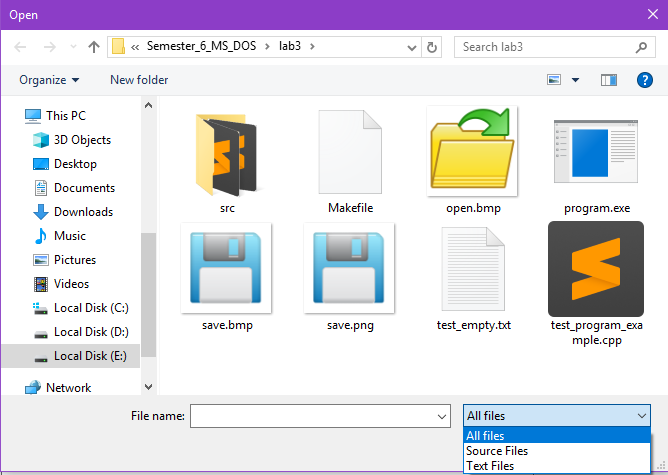 Open
« Semester_6_MS_DOS > lab3 >
Search lab3
Organize
New folder
This PC
3D Objects
Desktop
Documents
Downloads
Music
Pictures
Videos
Local Disk (C:)
Local Disk (D:)
Local Disk (E:)
Network
src
Makefile
open.bmp
program.exe
save.bmp
save.png
test_empty.txt
test_program_exa
mple.cpp
File name:
All files
All files
Source Files
Text Files